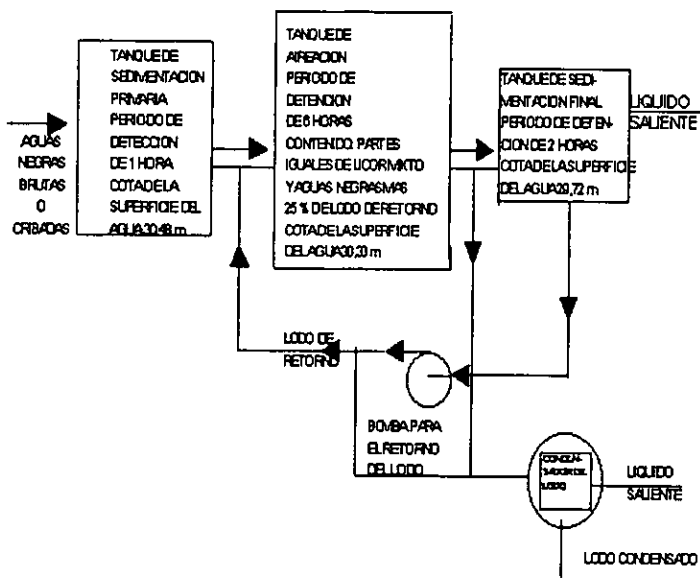 AGUAS
NEGRAS
BRUTAS
O
CRIBADAS
TANQUE DE
SEDIMENTACION
PRIMARIA
PERIODO DE
DETECCION
DE 1 HORA
COTA DE LA
SUPERFICIE DEL
AGUA 30,48 m
TANQUE DE
AIREACION
PERIODO DE
DETENCION
DE 6 HORAS
CONTENIDO: PARTES
IGUALES DE LICOR MIXTO
Y AGUAS NEGRAS MAS
25 % DE LODO DE RETORNO
COTA DE LA SUPERFICIE
DEL AGUA 30,30 m
TANQUE DE SEDI-
MENTACION FINAL
PERIODO DE DETEN-
CION DE 2 HORAS
COTA DE LA SUPERFICIE
DEL AGUA 29,72 m
LIQUIDO
SALIENTE
LODO DE
RETORNO
BOMBA PARA
EL RETORNO
DEL LODO
CONDEN-
SADOR DEL
LODO
LIQUIDO
SALIENTE
LODO CONDENSADO